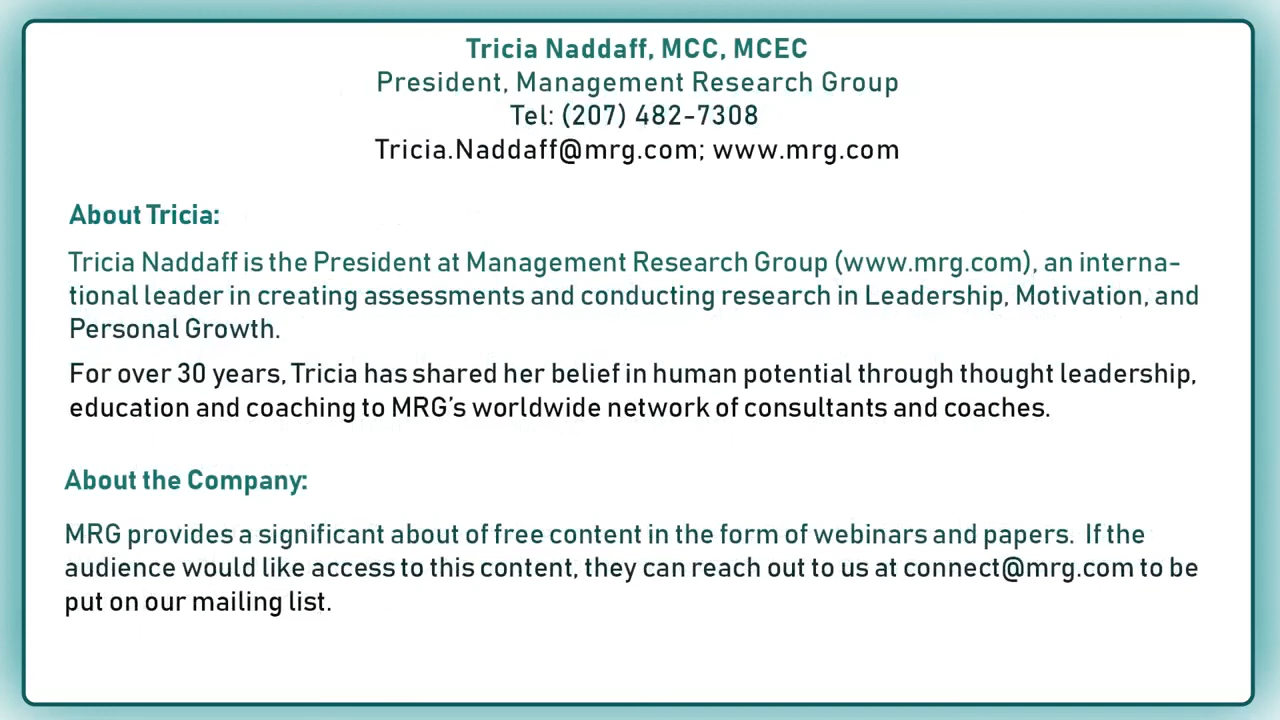 Tricia Naddaff, MCC, MCEC
President, Management Research Group
Tel: (207) 482-7308
Tricia.Naddaff@mrg.com; www.mrg.com
About Tricia:
Tricia Naddaff is the President at Management Research Group (www.mrg.com), an interna-
tional leader in creating assessments and conducting research in Leadership, Motivation, and
Personal Growth.
For over 30 years, Tricia has shared her belief in human potential through thought leadership,
education and coaching to MRG's worldwide network of consultants and coaches.
About the Company:
MRG provides a significant about of free content in the form of webinars and papers.  If the
audience would like access to this content, they can reach out to us at connect@mrg.com to be
put on our mailing list.